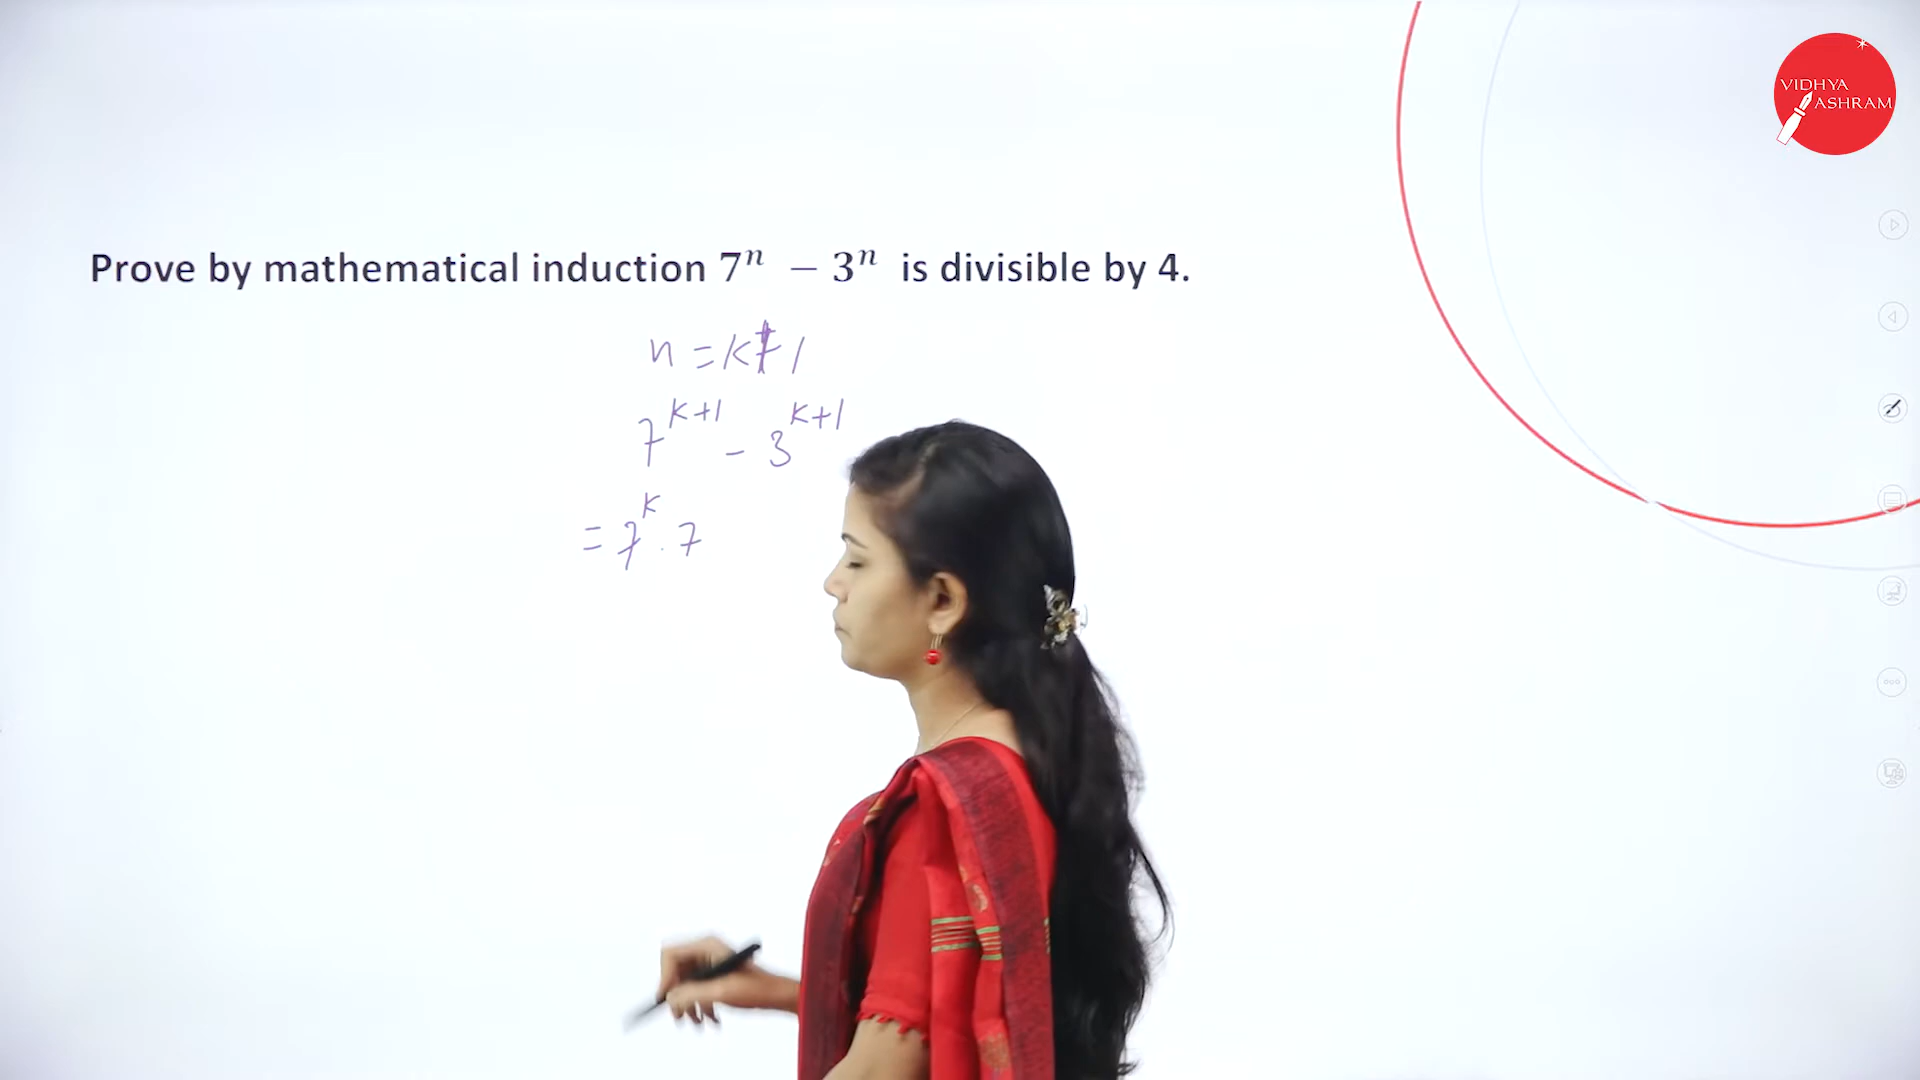 VIDHYA
ASHRAM
Prove by mathematical induction 7ⁿ − 3ⁿ is divisible by 4.
n = k+1
7^{k+1} - 3^{k+1}
= 7^k . 7